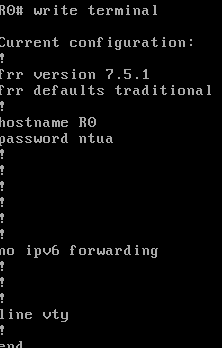 R0# write terminal
Current configuration:
!
frr version 7.5.1
frr defaults traditional
!
hostname R0
password ntua
!
!
!
!
!
!
no ipv6 forwarding
!
!
!
line vty
!
end